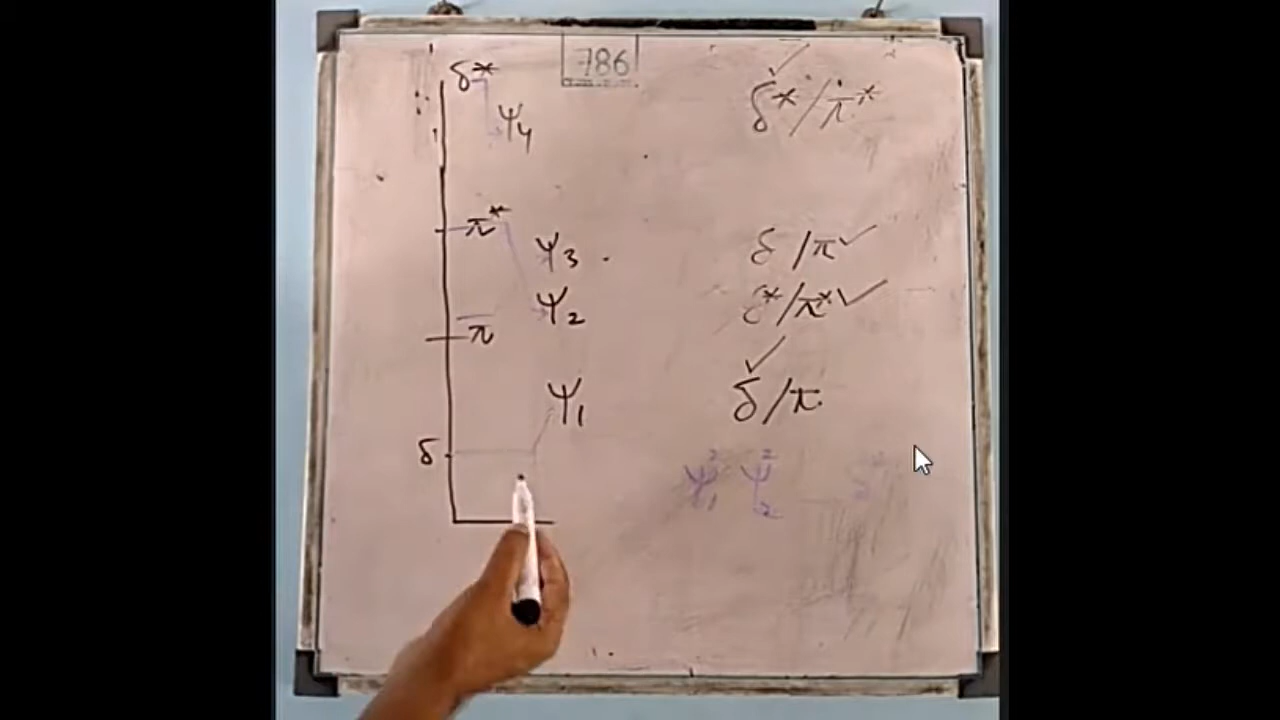 786
δ*
ψ4
δ*/π*
π*
ψ3
δ/π ✓
ψ2
δ*/π* ✓
π
ψ1
δ/π
δ
ψ1² ψ2²